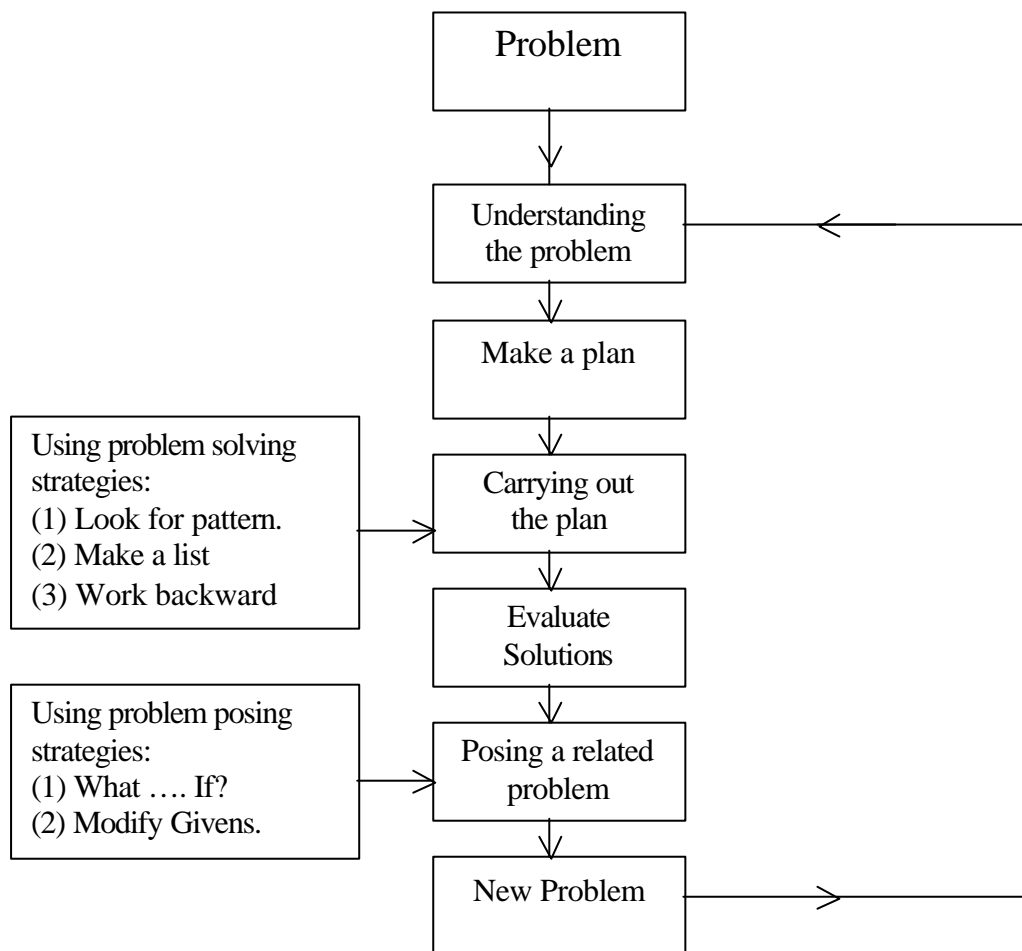 Problem
Understanding
the problem
Make a plan
Using problem solving
strategies:
(1) Look for pattern.
(2) Make a list
(3) Work backward
Carrying out
the plan
Evaluate
Solutions
Using problem posing
strategies:
(1) What …. If?
(2) Modify Givens.
Posing a related
problem
New Problem